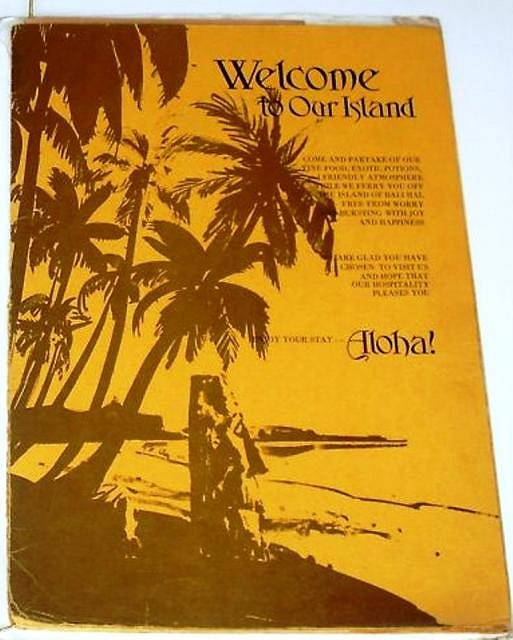 Welcome
to Our Island
COME AND PARTAKE OF OUR
FINE FOOD, EXOTIC POTIONS,
FRIENDLY ATMOSPHERE
WE FERRY YOU OFF
ISLAND OF BALI HAI,
FREE FROM WORRY
BURSTING WITH JOY
AND HAPPINESS
ARE GLAD YOU HAVE
CHOSEN TO VISIT US
AND HOPE THAT
OUR HOSPITALITY
PLEASES YOU
ENJOY YOUR STAY — Aloha!